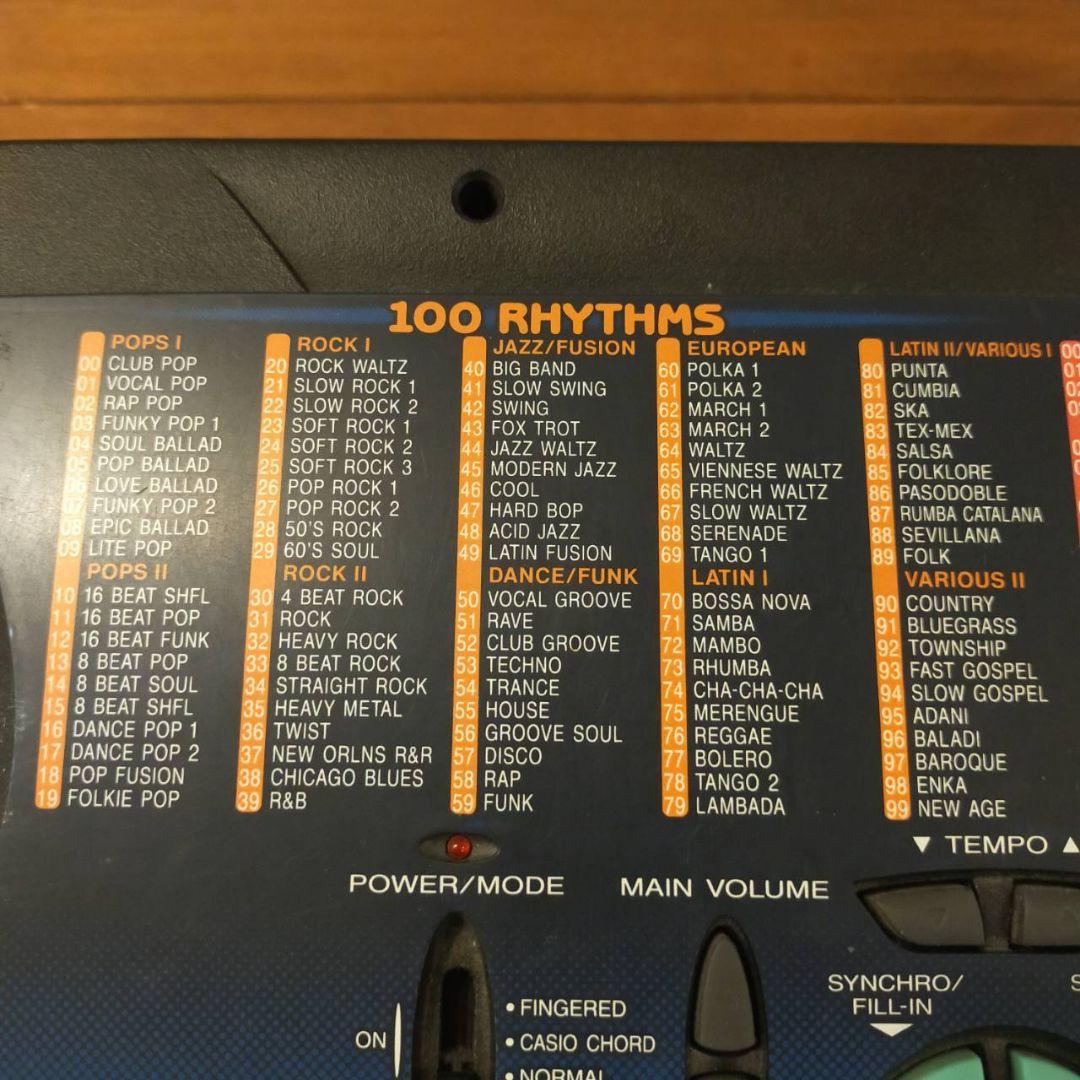 100 RHYTHMS
POPS I
00 CLUB POP
01 VOCAL POP
02 RAP POP
03 FUNKY POP 1
04 SOUL BALLAD
05 POP BALLAD
06 LOVE BALLAD
07 FUNKY POP 2
08 EPIC BALLAD
09 LITE POP
POPS II
10 16 BEAT SHFL
11 16 BEAT POP
12 16 BEAT FUNK
13 8 BEAT POP
14 8 BEAT SOUL
15 8 BEAT SHFL
16 DANCE POP 1
17 DANCE POP 2
18 POP FUSION
19 FOLKIE POP
ROCK I
20 ROCK WALTZ
21 SLOW ROCK 1
22 SLOW ROCK 2
23 SOFT ROCK 1
24 SOFT ROCK 2
25 SOFT ROCK 3
26 POP ROCK 1
27 POP ROCK 2
28 50'S ROCK
29 60'S SOUL
ROCK II
30 4 BEAT ROCK
31 ROCK
32 HEAVY ROCK
33 8 BEAT ROCK
34 STRAIGHT ROCK
35 HEAVY METAL
36 TWIST
37 NEW ORLNS R&R
38 CHICAGO BLUES
39 R&B
JAZZ/FUSION
40 BIG BAND
41 SLOW SWING
42 SWING
43 FOX TROT
44 JAZZ WALTZ
45 MODERN JAZZ
46 COOL
47 HARD BOP
48 ACID JAZZ
49 LATIN FUSION
DANCE/FUNK
50 VOCAL GROOVE
51 RAVE
52 CLUB GROOVE
53 TECHNO
54 TRANCE
55 HOUSE
56 GROOVE SOUL
57 DISCO
58 RAP
59 FUNK
EUROPEAN
60 POLKA 1
61 POLKA 2
62 MARCH 1
63 MARCH 2
64 WALTZ
65 VIENNESE WALTZ
66 FRENCH WALTZ
67 SLOW WALTZ
68 SERENADE
69 TANGO 1
LATIN I
70 BOSSA NOVA
71 SAMBA
72 MAMBO
73 RHUMBA
74 CHA-CHA-CHA
75 MERENGUE
76 REGGAE
77 BOLERO
78 TANGO 2
79 LAMBADA
LATIN II/VARIOUS I
80 PUNTA
81 CUMBIA
82 SKA
83 TEX-MEX
84 SALSA
85 FOLKLORE
86 PASODOBLE
87 RUMBA CATALANA
88 SEVILLANA
89 FOLK
VARIOUS II
90 COUNTRY
91 BLUEGRASS
92 TOWNSHIP
93 FAST GOSPEL
94 SLOW GOSPEL
95 ADANI
96 BALADI
97 BAROQUE
98 ENKA
99 NEW AGE
▼ TEMPO ▲
POWER/MODE
MAIN VOLUME
SYNCHRO/
FILL-IN
ON
• FINGERED
• CASIO CHORD
• NORMAL